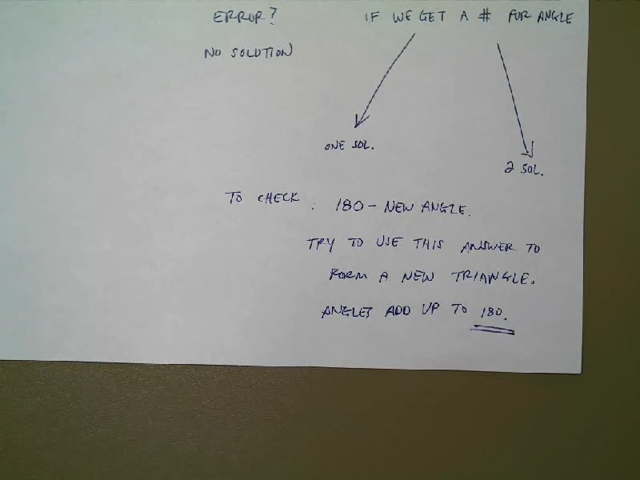 ERROR?
NO SOLUTION
IF WE GET A # FOR ANGLE
ONE SOL.
2 SOL.
TO CHECK : 180 - NEW ANGLE.
TRY TO USE THIS ANSWER TO
FORM A NEW TRIANGLE.
ANGLES ADD UP TO 180.